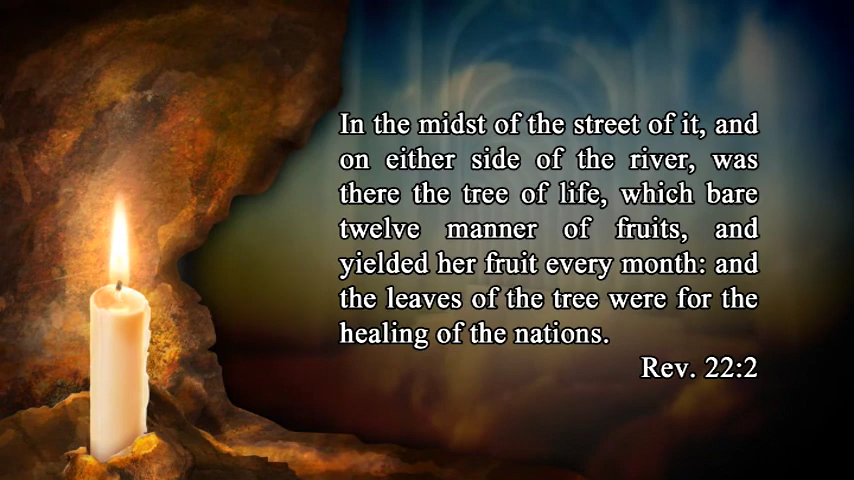 In the midst of the street of it, and
on either side of the river, was
there the tree of life, which bare
twelve manner of fruits, and
yielded her fruit every month: and
the leaves of the tree were for the
healing of the nations.
Rev. 22:2